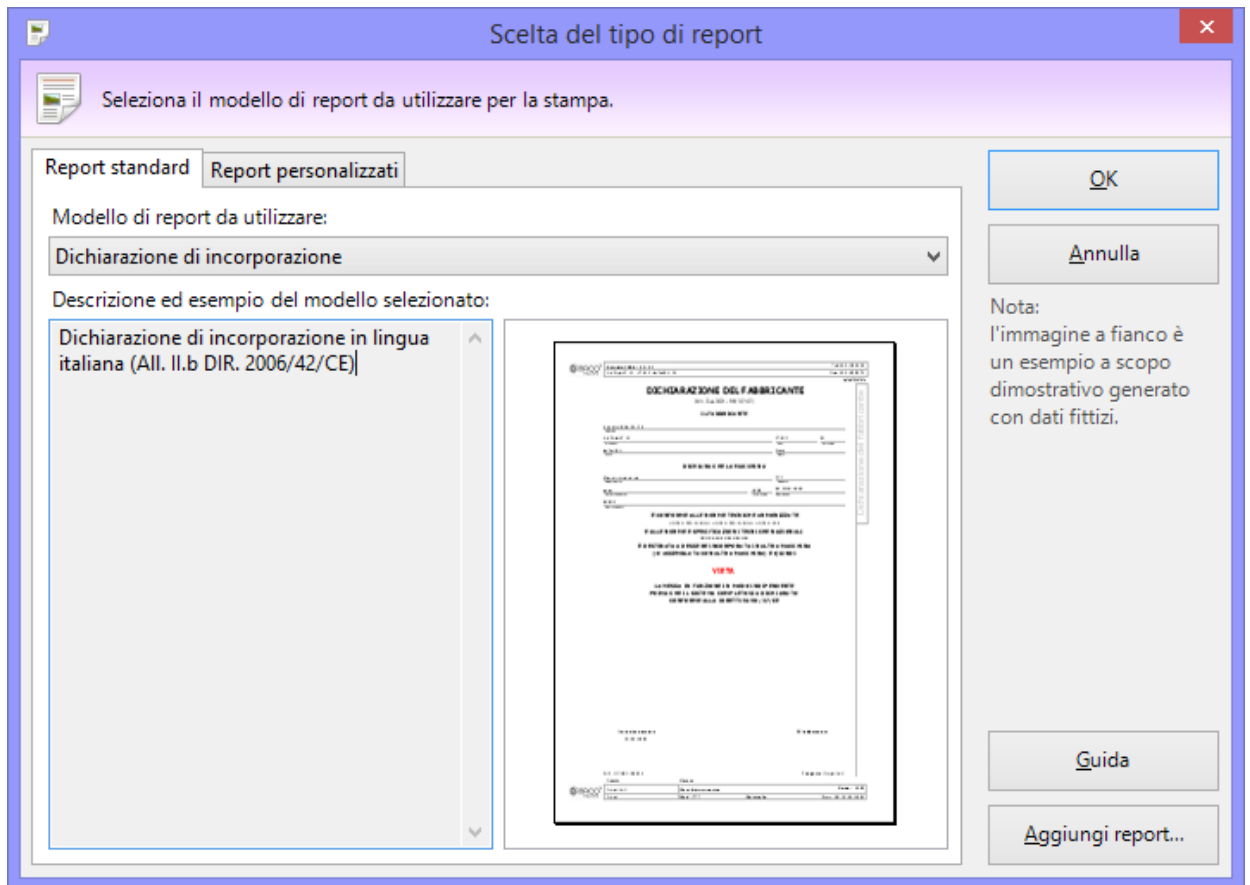 Scelta del tipo di report
Seleziona il modello di report da utilizzare per la stampa.
Report standard
Report personalizzati
Modello di report da utilizzare:
Dichiarazione di incorporazione
Descrizione ed esempio del modello selezionato:
Dichiarazione di incorporazione in lingua
italiana (All. II.b DIR. 2006/42/CE)
DICHIARAZIONE DEL FABBRICANTE
Dichiarazione del fabbricante
VIETA
OK
Annulla
Nota:
l'immagine a fianco è
un esempio a scopo
dimostrativo generato
con dati fittizi.
Guida
Aggiungi report...